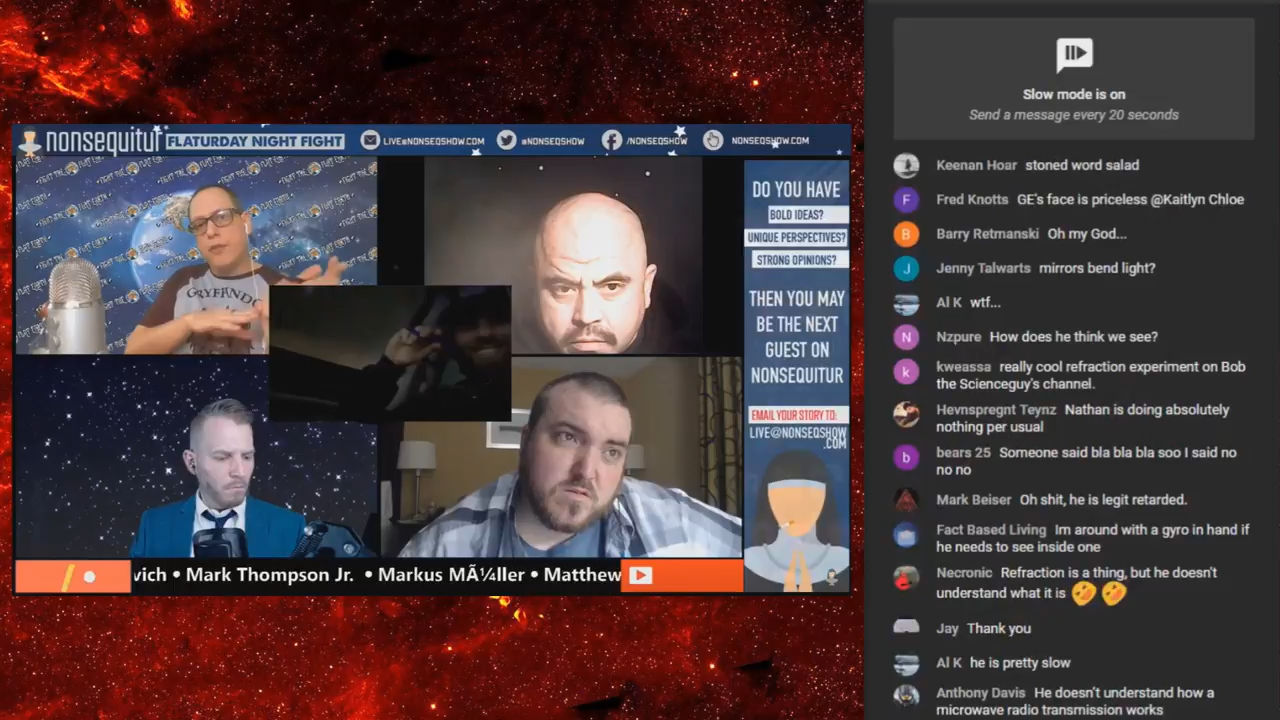 nonsequitur FLATURDAY NIGHT FIGHT LIVE@NONSEQSHOW.COM @NONSEQSHOW /NONSEQSHOW NONSEQSHOW.COM
GRYFFINDO
DO YOU HAVE
BOLD IDEAS?
UNIQUE PERSPECTIVES?
STRONG OPINIONS?
THEN YOU MAY
BE THE NEXT
GUEST ON
NONSEQUITUR
EMAIL YOUR STORY TO:
LIVE@NONSEQSHOW
.COM
vich • Mark Thompson Jr. • Markus MÃ¼ller • Matthew
Slow mode is on
Send a message every 20 seconds
Keenan Hoar stoned word salad
F Fred Knotts GE's face is priceless @Kaitlyn Chloe
B Barry Retmanski Oh my God...
J Jenny Talwarts mirrors bend light?
Al K wtf...
N Nzpure How does he think we see?
k kweassa really cool refraction experiment on Bob
the Scienceguy's channel.
Hevnspregnt Teynz Nathan is doing absolutely
nothing per usual
b bears 25 Someone said bla bla bla soo I said no
no no
Mark Beiser Oh shit, he is legit retarded.
Fact Based Living Im around with a gyro in hand if
he needs to see inside one
Necronic Refraction is a thing, but he doesn't
understand what it is
Jay Thank you
Al K he is pretty slow
Anthony Davis He doesn't understand how a
microwave radio transmission works